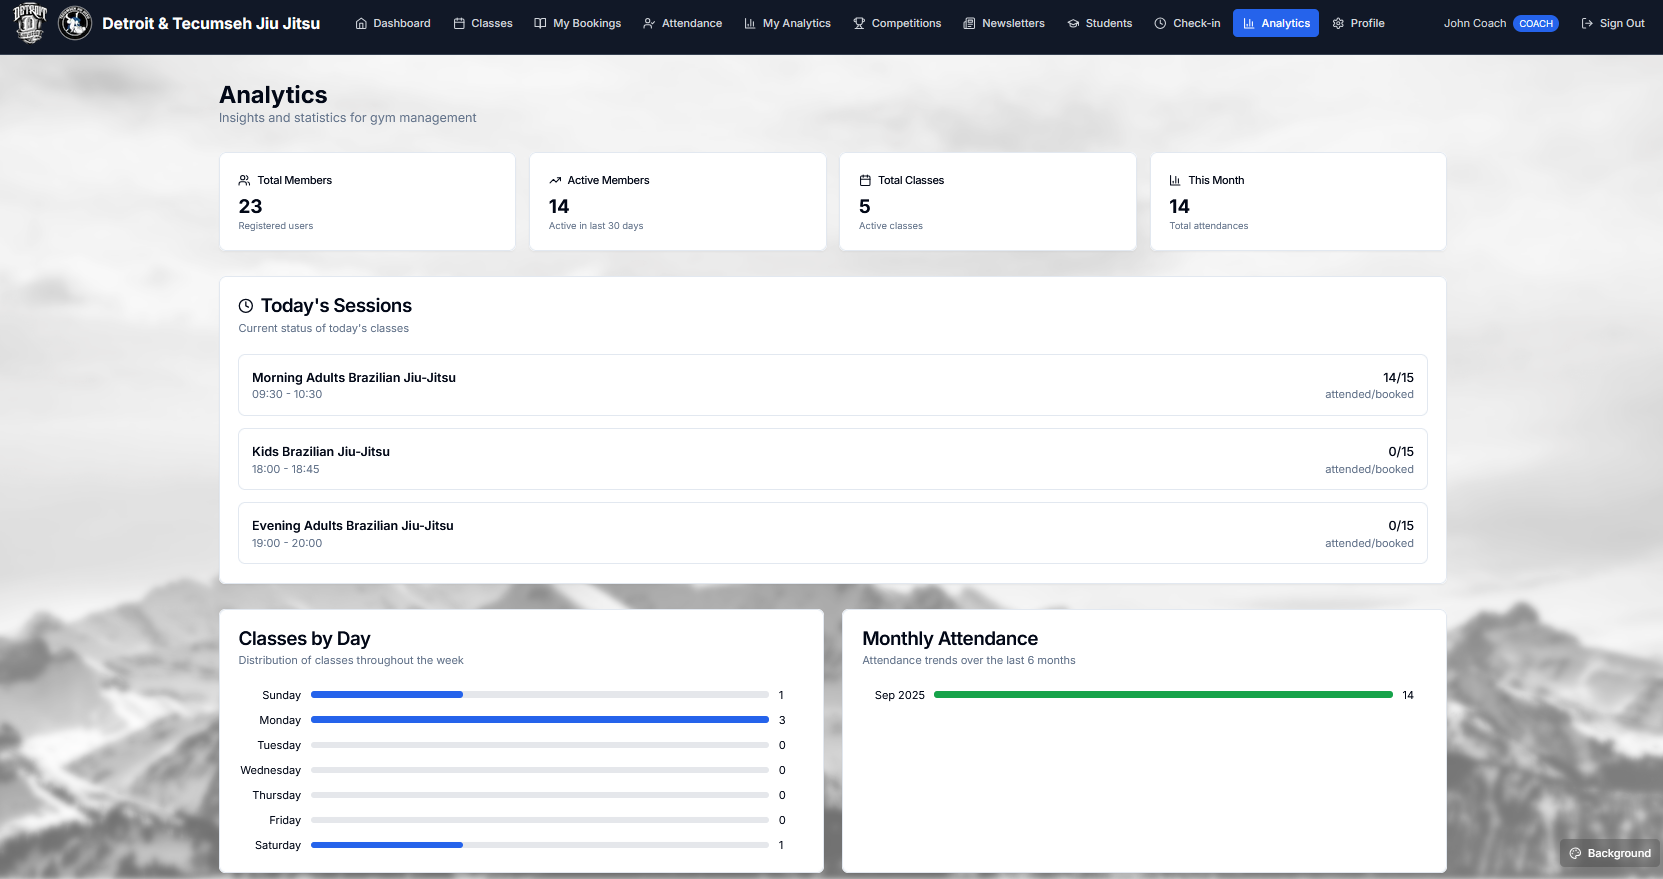 DETROIT
Detroit & Tecumseh Jiu Jitsu
Dashboard
Classes
My Bookings
Attendance
My Analytics
Competitions
Newsletters
Students
Check-in
Analytics
Profile
John Coach
COACH
Sign Out
Analytics
Insights and statistics for gym management
Total Members
23
Registered users
Active Members
14
Active in last 30 days
Total Classes
5
Active classes
This Month
14
Total attendances
Today's Sessions
Current status of today's classes
Morning Adults Brazilian Jiu-Jitsu
09:30 - 10:30
14/15
attended/booked
Kids Brazilian Jiu-Jitsu
18:00 - 18:45
0/15
attended/booked
Evening Adults Brazilian Jiu-Jitsu
19:00 - 20:00
0/15
attended/booked
Classes by Day
Distribution of classes throughout the week
Sunday 1
Monday 3
Tuesday 0
Wednesday 0
Thursday 0
Friday 0
Saturday 1
Monthly Attendance
Attendance trends over the last 6 months
Sep 2025 14
Background